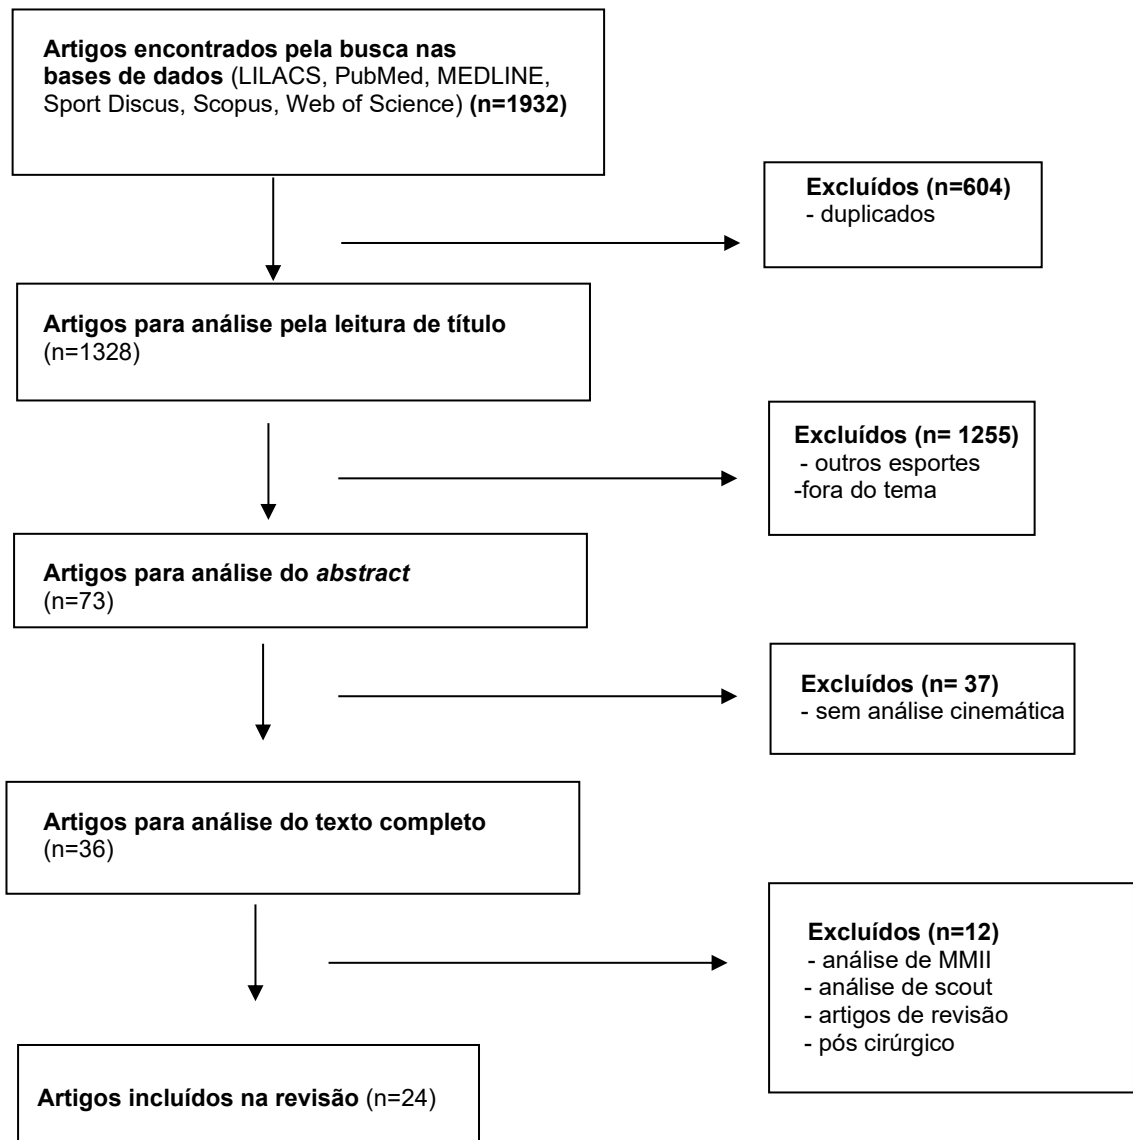 Artigos encontrados pela busca nas
bases de dados (LILACS, PubMed, MEDLINE,
Sport Discus, Scopus, Web of Science) (n=1932)
Excluídos (n=604)
- duplicados
Artigos para análise pela leitura de título
(n=1328)
Excluídos (n= 1255)
- outros esportes
-fora do tema
Artigos para análise do abstract
(n=73)
Excluídos (n= 37)
- sem análise cinemática
Artigos para análise do texto completo
(n=36)
Excluídos (n=12)
- análise de MMII
- análise de scout
- artigos de revisão
- pós cirúrgico
Artigos incluídos na revisão (n=24)